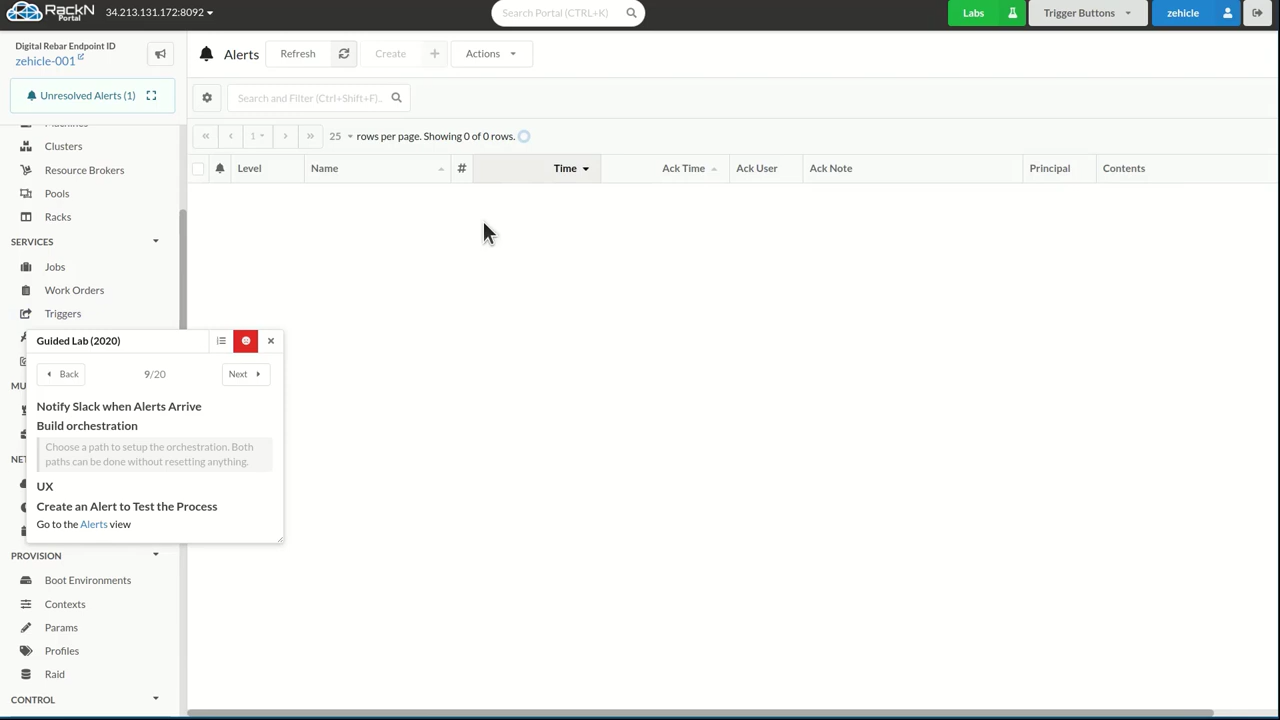 RackN
Portal
34.213.131.172:8092
Search Portal (CTRL+K)
Labs
Trigger Buttons
zehicle
Digital Rebar Endpoint ID
zehicle-001
Unresolved Alerts (1)
Alerts
Refresh
Create
Actions
Search and Filter (Ctrl+Shift+F)..
1
25 rows per page. Showing 0 of 0 rows.
Level
Name
#
Time
Ack Time
Ack User
Ack Note
Principal
Contents
Machines
Clusters
Resource Brokers
Pools
Racks
SERVICES
Jobs
Work Orders
Triggers
MU
NET
Guided Lab (2020)
Back
9/20
Next
Notify Slack when Alerts Arrive
Build orchestration
Choose a path to setup the orchestration. Both
paths can be done without resetting anything.
UX
Create an Alert to Test the Process
Go to the Alerts view
PROVISION
Boot Environments
Contexts
Params
Profiles
Raid
CONTROL